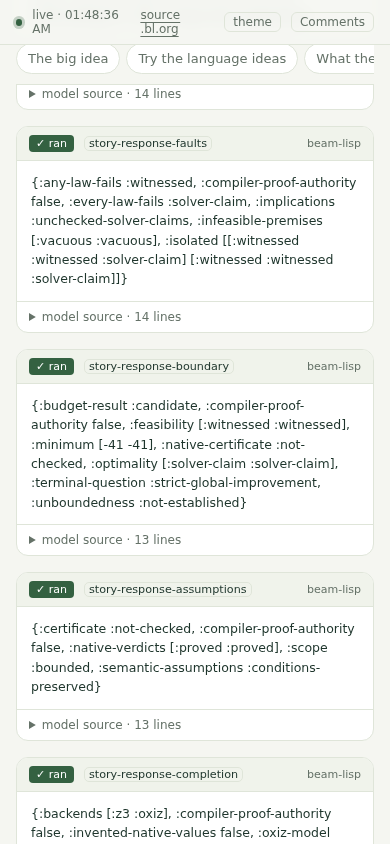 live · 01:48:36 AM
source .bl.org
theme
Comments
The big idea
Try the language ideas
What the
▶ model source · 14 lines
✓ ran
story-response-faults
beam-lisp
{:any-law-fails :witnessed, :compiler-proof-authority
false, :every-law-fails :solver-claim, :implications
:unchecked-solver-claims, :infeasible-premises
[:vacuous :vacuous], :isolated [[:witnessed
:witnessed :solver-claim] [:witnessed :witnessed
:solver-claim]]}
▶ model source · 14 lines
✓ ran
story-response-boundary
beam-lisp
{:budget-result :candidate, :compiler-proof-
authority false, :feasibility [:witnessed :witnessed],
:minimum [-41 -41], :native-certificate :not-
checked, :optimality [:solver-claim :solver-claim],
:terminal-question :strict-global-improvement,
:unboundedness :not-established}
▶ model source · 13 lines
✓ ran
story-response-assumptions
beam-lisp
{:certificate :not-checked, :compiler-proof-authority
false, :native-verdicts [:proved :proved], :scope
:bounded, :semantic-assumptions :conditions-
preserved}
▶ model source · 13 lines
✓ ran
story-response-completion
beam-lisp
{:backends [:z3 :oxiz], :compiler-proof-authority
false, :invented-native-values false, :oxiz-model